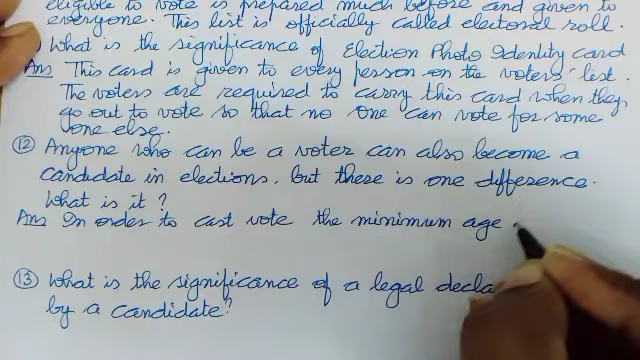 eligible to vote is prepared much before and given to
everyone. This list is officially called electoral roll.
What is the significance of Election Photo Identity card
Ans This card is given to every person on the voters' list.
The voters are required to carry this card when they
go out to vote so that no one can vote for some
one else.
⑫ Anyone who can be a voter can also become a
candidate in elections. but there is one difference.
What is it?
Ans In order to cast vote the minimum age
⑬ What is the significance of a legal decla
by a candidate?